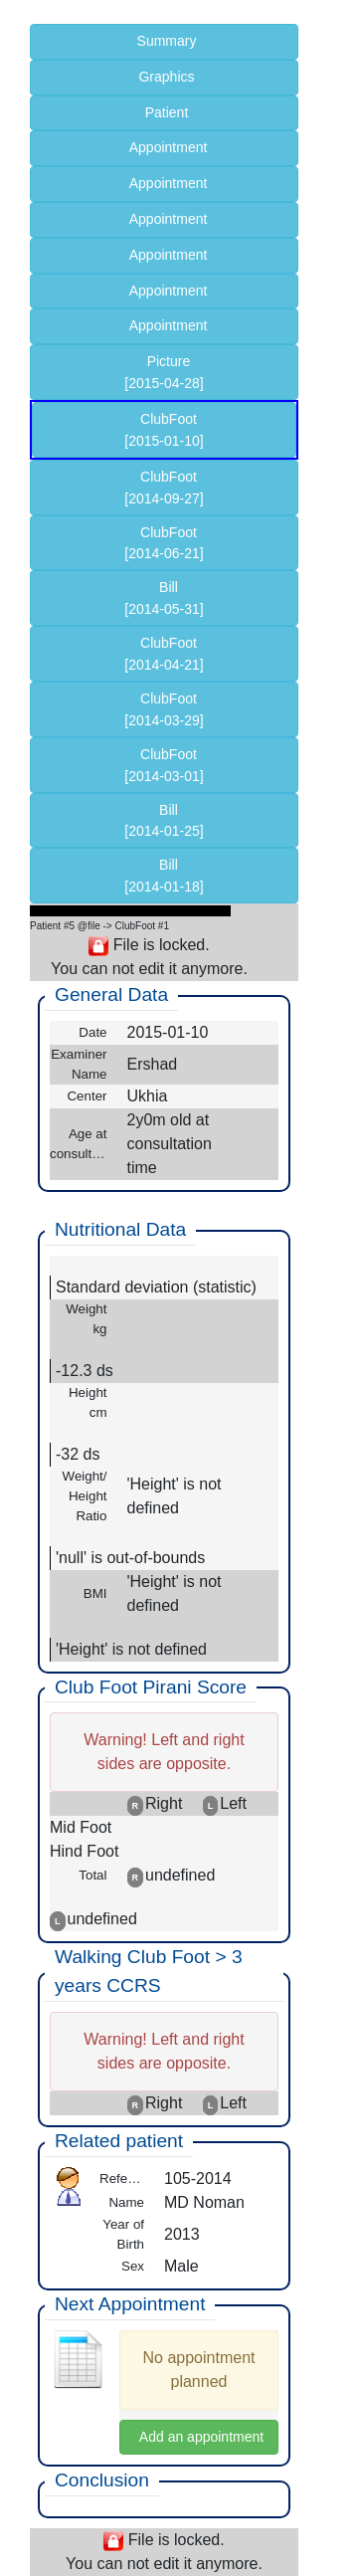 Summary
Graphics
Patient
Appointment
Appointment
Appointment
Appointment
Appointment
Appointment
Picture
[2015-04-28]
ClubFoot
[2015-01-10]
ClubFoot
[2014-09-27]
ClubFoot
[2014-06-21]
Bill
[2014-05-31]
ClubFoot
[2014-04-21]
ClubFoot
[2014-03-29]
ClubFoot
[2014-03-01]
Bill
[2014-01-25]
Bill
[2014-01-18]
Patient #5 @file -> ClubFoot #1
File is locked.
You can not edit it anymore.
General Data
Date 2015-01-10
Examiner Name Ershad
Center Ukhia
Age at consult… 2y0m old at
consultation
time
Nutritional Data
Standard deviation (statistic)
Weight
kg
-12.3 ds
Height
cm
-32 ds
Weight/
Height
Ratio
'Height' is not
defined
'null' is out-of-bounds
BMI
'Height' is not
defined
'Height' is not defined
Club Foot Pirani Score
Warning! Left and right
sides are opposite.
R Right L Left
Mid Foot
Hind Foot
Total R undefined
L undefined
Walking Club Foot > 3
years CCRS
Warning! Left and right
sides are opposite.
R Right L Left
Related patient
Refe… 105-2014
Name MD Noman
Year of
Birth 2013
Sex Male
Next Appointment
No appointment
planned
Add an appointment
Conclusion
File is locked.
You can not edit it anymore.